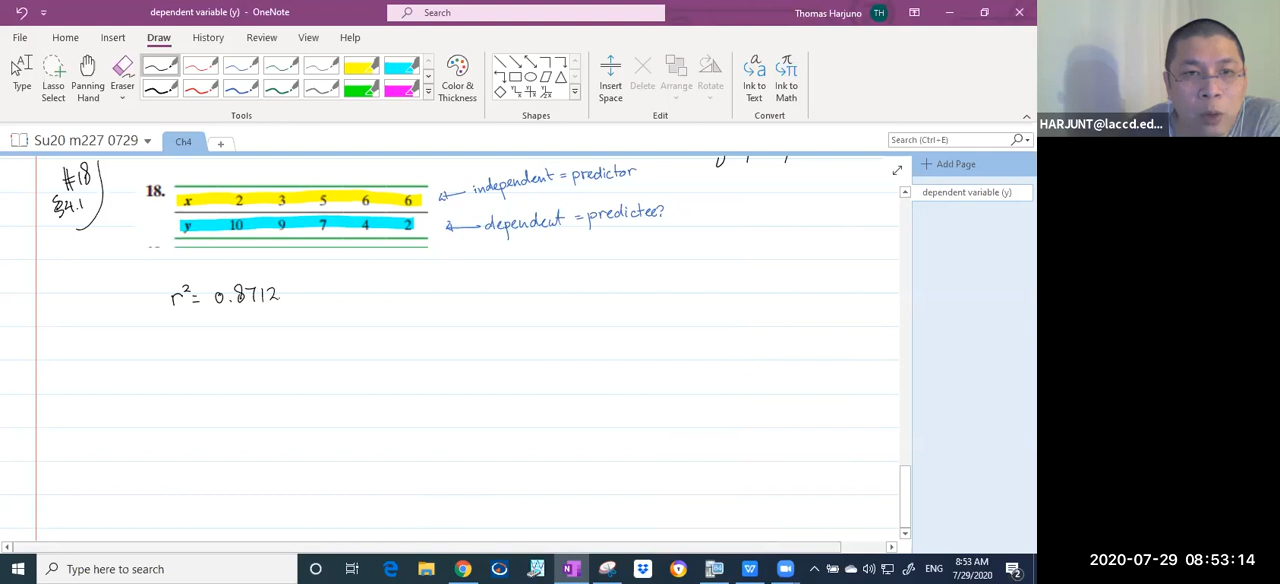 dependent variable (y) - OneNote
Search
Thomas Harjuno
TH
File Home Insert Draw History Review View Help
Type
Lasso Select
Panning Hand
Eraser
Color & Thickness
Insert Space
Delete
Arrange
Rotate
Ink to Text
Ink to Math
Tools
Shapes
Edit
Convert
Su20 m227 0729
Ch4
+
Search (Ctrl+E)
Add Page
dependent variable (y)
#18
§4.1
18.
x 2 3 5 6 6
independent = predictor
y 10 9 7 4 2
dependent = predictee?
r²= 0.8712
HARJUNT@laccd.ed...
Type here to search
ENG
8:53 AM
7/29/2020
2
2020-07-29 08:53:14